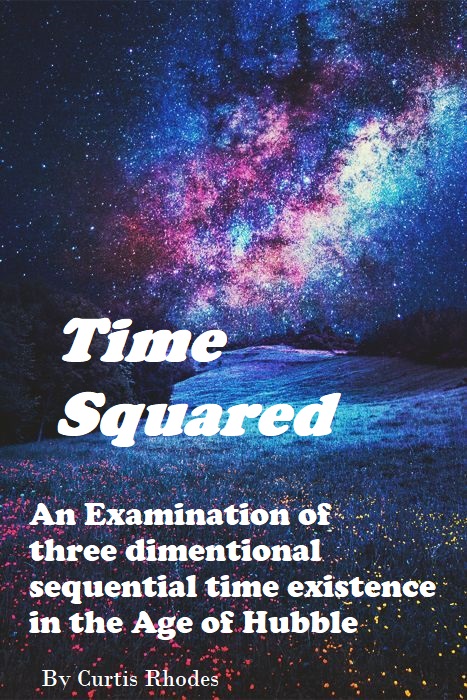 Time
Squared
An Examination of
three dimentional
sequential time existence
in the Age of Hubble
By Curtis Rhodes